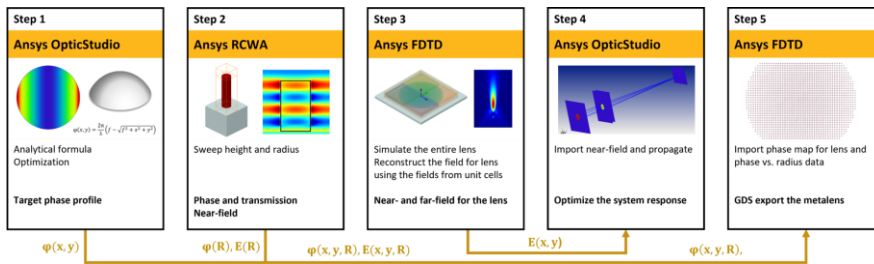 Step 1
Ansys OpticStudio
φ(x,y) = 2π/λ (f − √(f² + x² + y²))
Analytical formula
Optimization
Target phase profile
Step 2
Ansys RCWA
Sweep height and radius
Phase and transmission
Near-field
Step 3
Ansys FDTD
Simulate the entire lens
Reconstruct the field for lens
using the fields from unit cells
Near- and far-field for the lens
Step 4
Ansys OpticStudio
Import near-field and propagate
Optimize the system response
Step 5
Ansys FDTD
Import phase map for lens and
phase vs. radius data
GDS export the metalens
φ(x, y)
φ(R), E(R)
φ(x, y, R), E(x, y, R)
E(x, y)
φ(x, y, R),